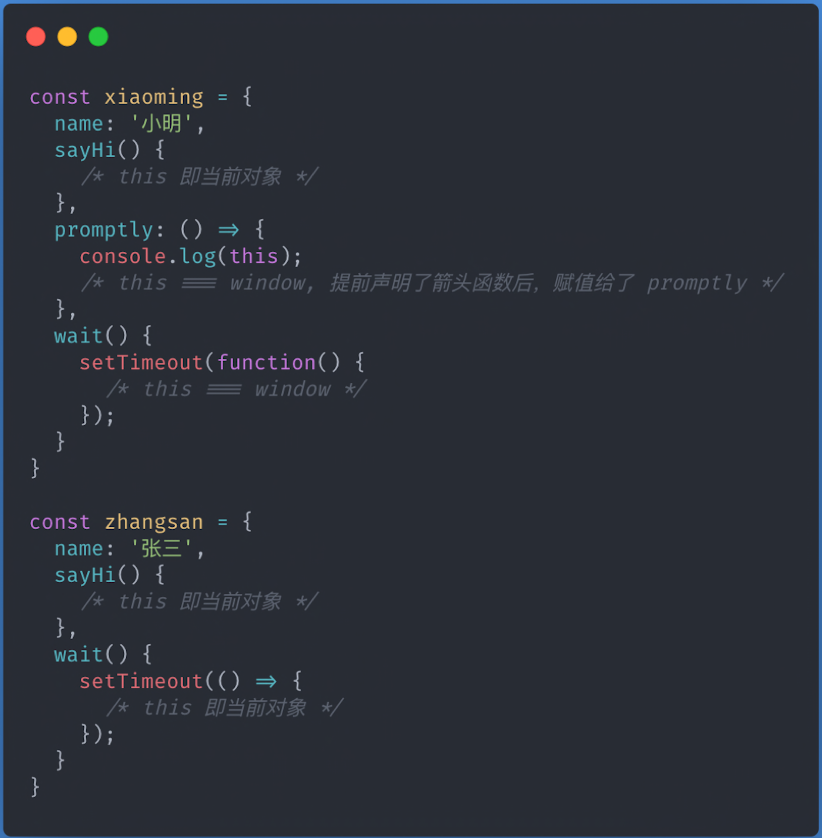 const xiaoming = {
  name: '小明',
  sayHi() {
    /* this 即当前对象 */
  },
  promptly: () => {
    console.log(this);
    /* this === window, 提前声明了箭头函数后，赋值给了 promptly */
  },
  wait() {
    setTimeout(function() {
      /* this === window */
    });
  }
}

const zhangsan = {
  name: '张三',
  sayHi() {
    /* this 即当前对象 */
  },
  wait() {
    setTimeout(() => {
      /* this 即当前对象 */
    });
  }
}